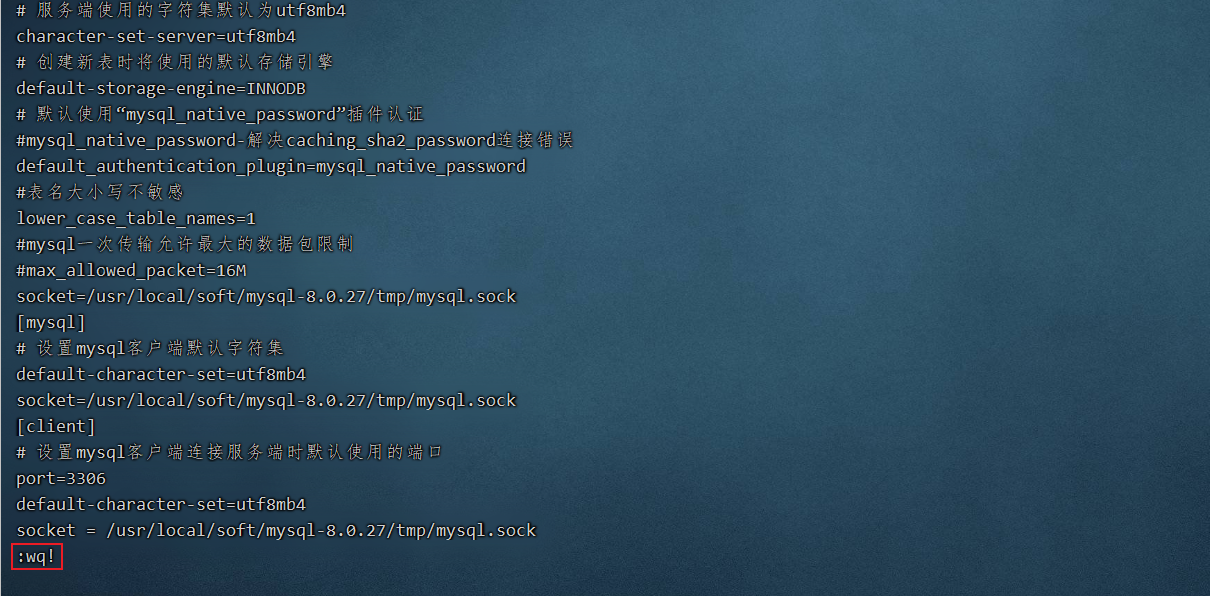 # 服务端使用的字符集默认为utf8mb4
character-set-server=utf8mb4
# 创建新表时将使用的默认存储引擎
default-storage-engine=INNODB
# 默认使用“mysql_native_password”插件认证
#mysql_native_password-解决caching_sha2_password连接错误
default_authentication_plugin=mysql_native_password
#表名大小写不敏感
lower_case_table_names=1
#mysql一次传输允许最大的数据包限制
#max_allowed_packet=16M
socket=/usr/local/soft/mysql-8.0.27/tmp/mysql.sock
[mysql]
# 设置mysql客户端默认字符集
default-character-set=utf8mb4
socket=/usr/local/soft/mysql-8.0.27/tmp/mysql.sock
[client]
# 设置mysql客户端连接服务端时默认使用的端口
port=3306
default-character-set=utf8mb4
socket = /usr/local/soft/mysql-8.0.27/tmp/mysql.sock
:wq!